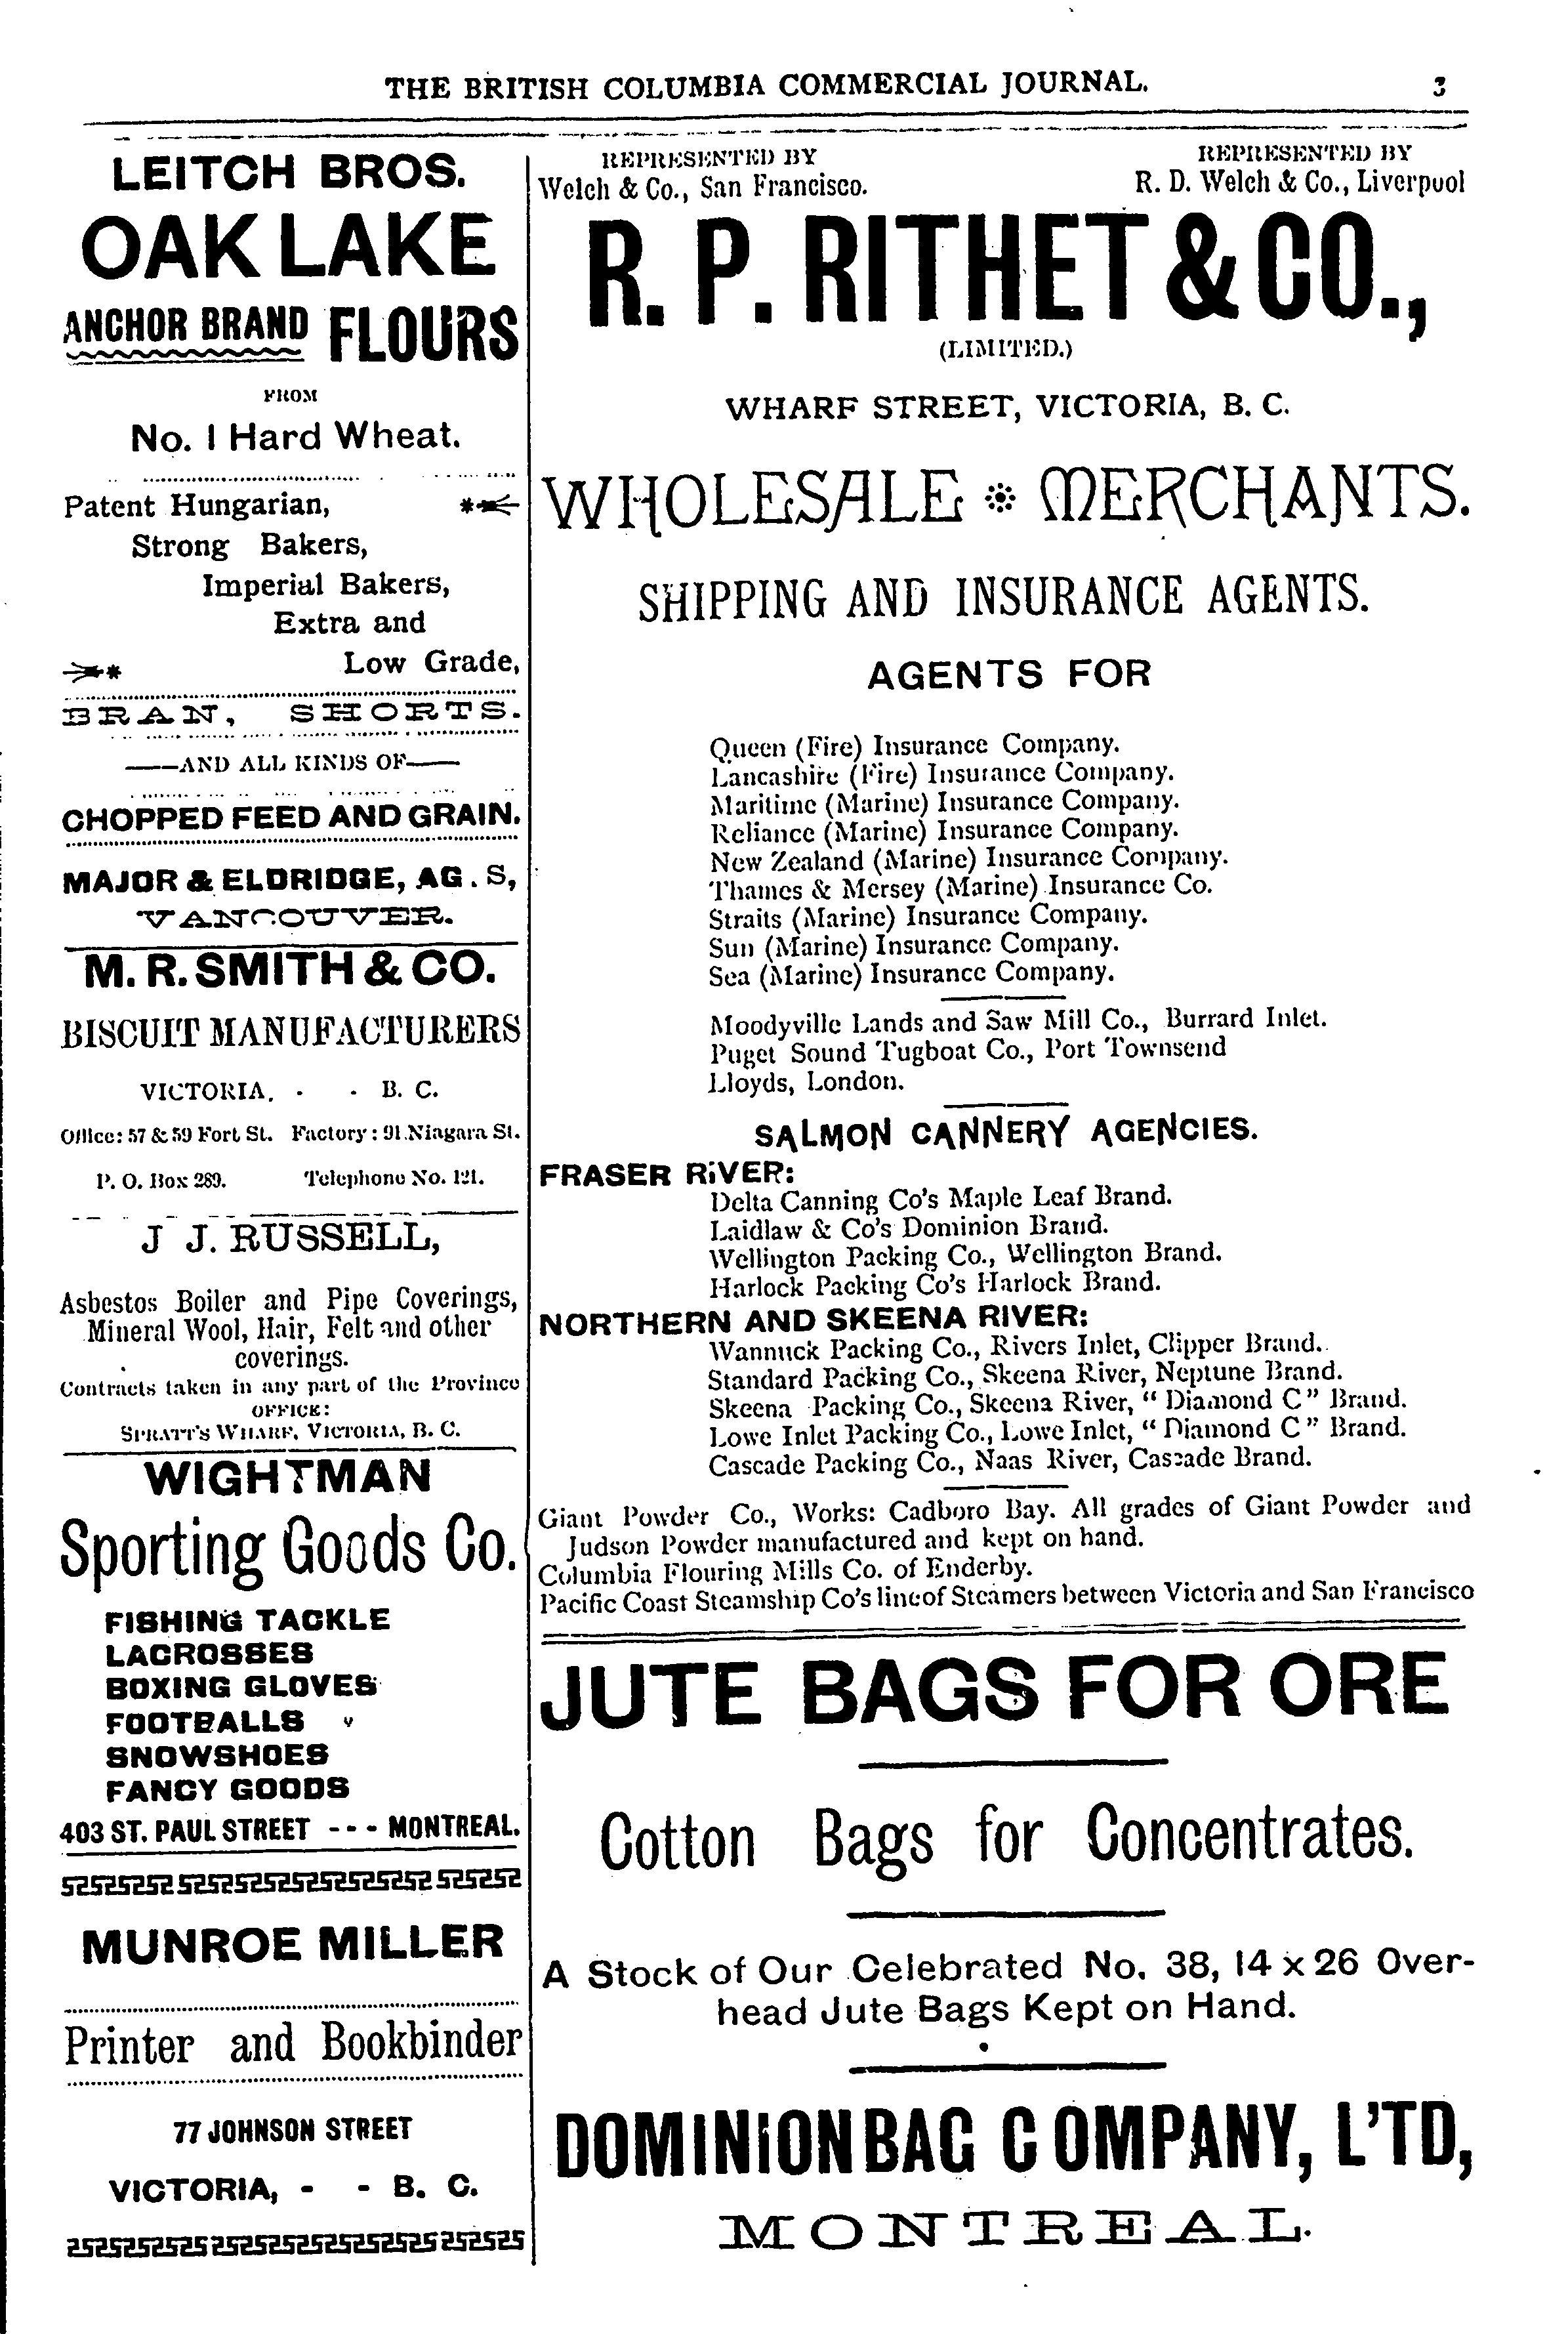 THE BRITISH COLUMBIA COMMERCIAL JOURNAL. 3
LEITCH BROS.
OAK LAKE
ANCHOR BRAND FLOURS
FROM
No. 1 Hard Wheat.
Patent Hungarian,
Strong Bakers,
Imperial Bakers,
Extra and
Low Grade,
BRAN, SHORTS.
—AND ALL KINDS OF—
CHOPPED FEED AND GRAIN.
MAJOR & ELDRIDGE, AG . S,
VANCOUVER.
M. R. SMITH & CO.
BISCUIT MANUFACTURERS
VICTORIA, - - B. C.
Office: 57 & 59 Fort St. Factory: 91 Niagara St.
P. O. Box 289. Telephone No. 121.
J J. RUSSELL,
Asbestos Boiler and Pipe Coverings,
Mineral Wool, Hair, Felt and other
coverings.
Contracts taken in any part of the Province
OFFICE:
SPRATT'S WHARF, VICTORIA, B. C.
WIGHTMAN
Sporting Goods Co.
FISHING TACKLE
LACROSSES
BOXING GLOVES
FOOTBALLS
SNOWSHOES
FANCY GOODS
403 ST. PAUL STREET - - - MONTREAL.
MUNROE MILLER
Printer and Bookbinder
77 JOHNSON STREET
VICTORIA, - - B. C.
REPRESENTED BY
Welch & Co., San Francisco.
REPRESENTED BY
R. D. Welch & Co., Liverpool
R. P. RITHET & CO.,
(LIMITED.)
WHARF STREET, VICTORIA, B. C.
WHOLESALE MERCHANTS.
SHIPPING AND INSURANCE AGENTS.
AGENTS FOR
Queen (Fire) Insurance Company.
Lancashire (Fire) Insurance Company.
Maritime (Marine) Insurance Company.
Reliance (Marine) Insurance Company.
New Zealand (Marine) Insurance Company.
Thames & Mersey (Marine) Insurance Co.
Straits (Marine) Insurance Company.
Sun (Marine) Insurance Company.
Sea (Marine) Insurance Company.
Moodyville Lands and Saw Mill Co., Burrard Inlet.
Puget Sound Tugboat Co., Port Townsend
Lloyds, London.
SALMON CANNERY AGENCIES.
FRASER RIVER:
Delta Canning Co's Maple Leaf Brand.
Laidlaw & Co's Dominion Brand.
Wellington Packing Co., Wellington Brand.
Harlock Packing Co's Harlock Brand.
NORTHERN AND SKEENA RIVER:
Wannuck Packing Co., Rivers Inlet, Clipper Brand.
Standard Packing Co., Skeena River, Neptune Brand.
Skeena Packing Co., Skeena River, "Diamond C" Brand.
Lowe Inlet Packing Co., Lowe Inlet, "Diamond C" Brand.
Cascade Packing Co., Naas River, Cascade Brand.
Giant Powder Co., Works: Cadboro Bay. All grades of Giant Powder and
Judson Powder manufactured and kept on hand.
Columbia Flouring Mills Co. of Enderby.
Pacific Coast Steamship Co's line of Steamers between Victoria and San Francisco
JUTE BAGS FOR ORE
Cotton Bags for Concentrates.
A Stock of Our Celebrated No. 38, 14 x 26 Over-
head Jute Bags Kept on Hand.
DOMINION BAG COMPANY, L'TD,
MONTREAL.